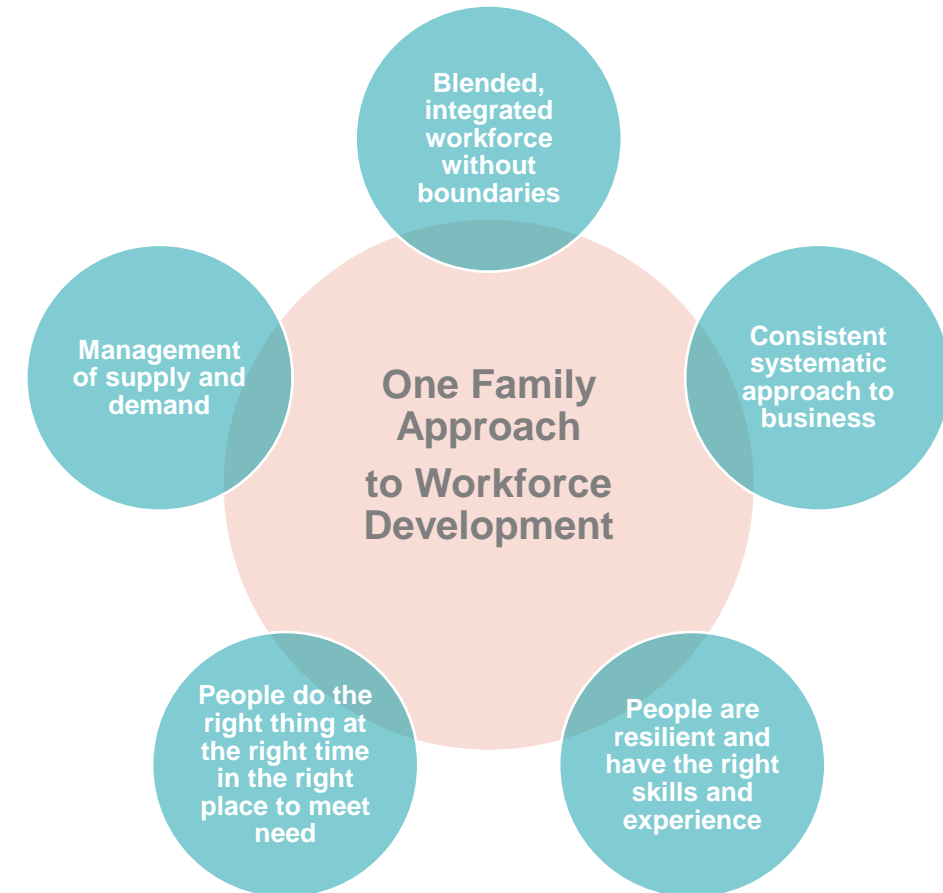 Blended,
integrated
workforce
without
boundaries
Consistent
systematic
approach to
business
People are
resilient and
have the right
skills and
experience
People do the
right thing at
the right time
in the right
place to meet
need
Management
of supply and
demand
One Family
Approach
to Workforce
Development